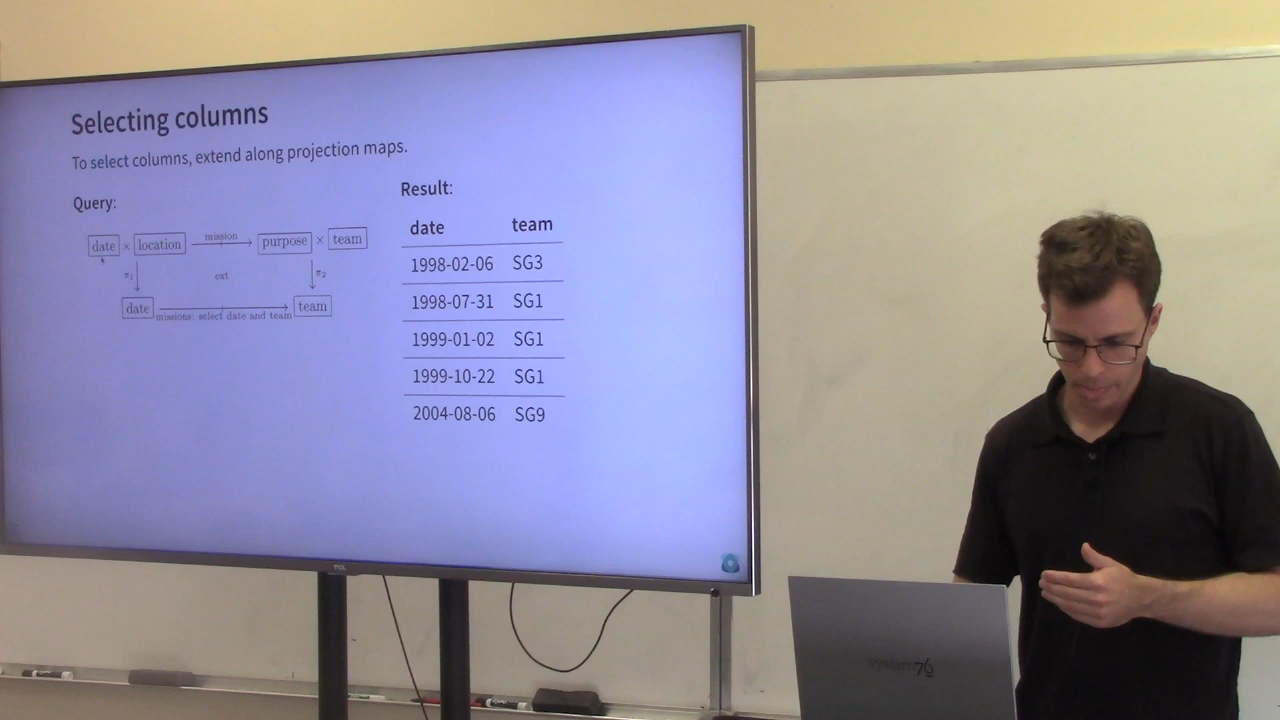 Selecting columns
To select columns, extend along projection maps.
Query:
date × location mission purpose × team
π₁ ext π₂
date missions: select date and team team
Result:
date team
1998-02-06 SG3
1998-07-31 SG1
1999-01-02 SG1
1999-10-22 SG1
2004-08-06 SG9
TCL
system76